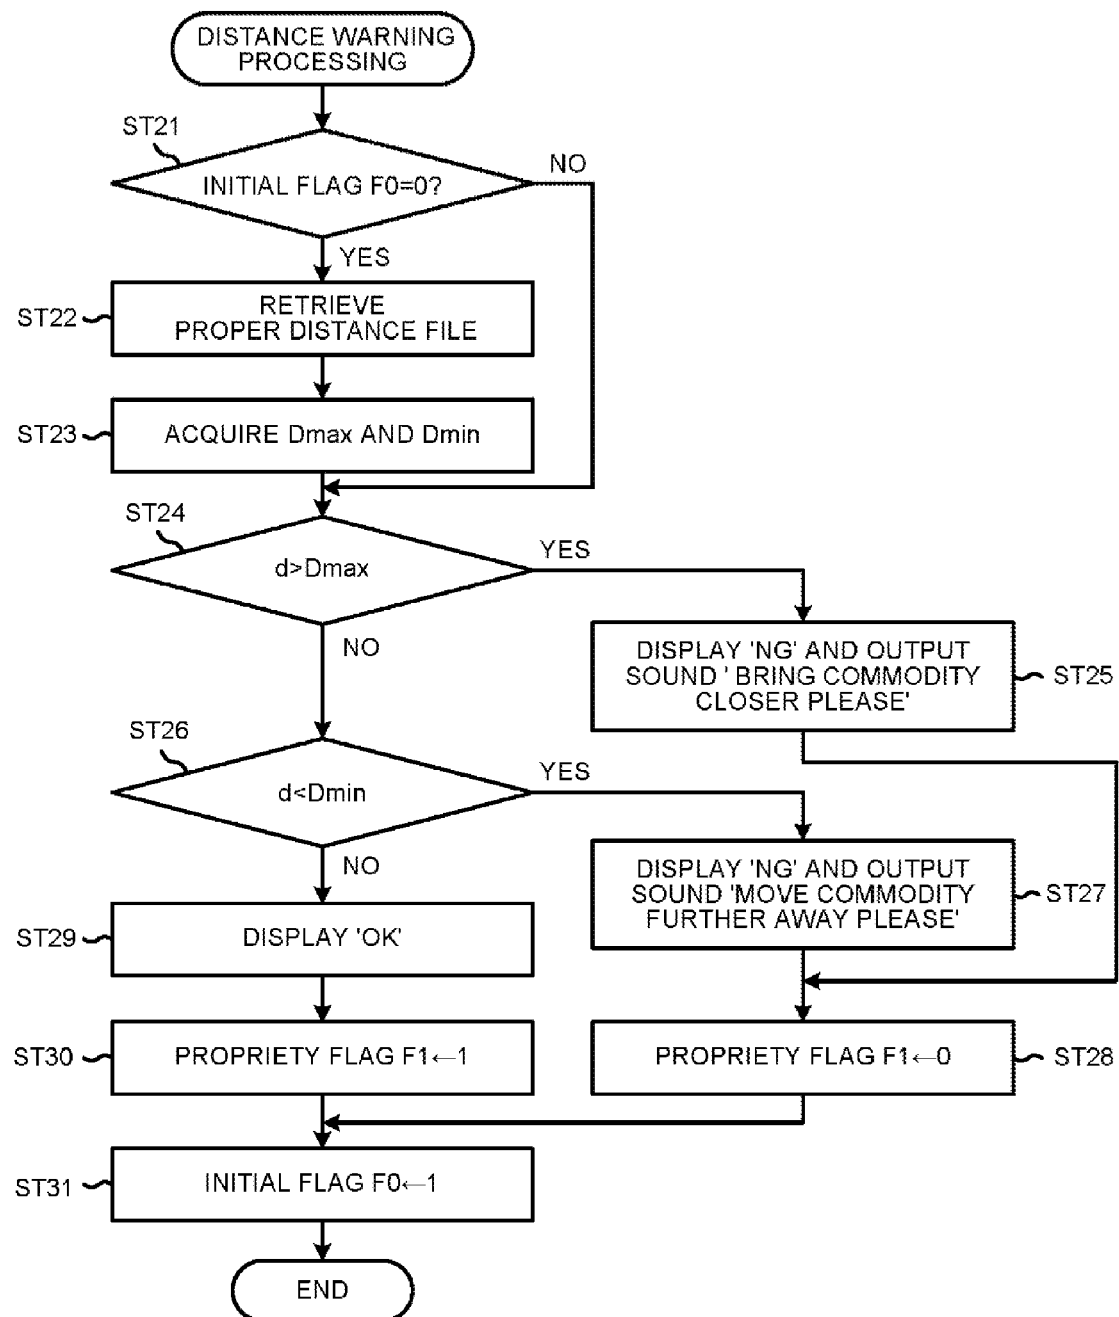 DISTANCE WARNING
PROCESSING
ST21
INITIAL FLAG F0=0?
NO
YES
ST22
RETRIEVE
PROPER DISTANCE FILE
ST23
ACQUIRE Dmax AND Dmin
ST24
d>Dmax
YES
NO
DISPLAY 'NG' AND OUTPUT
SOUND ' BRING COMMODITY
CLOSER PLEASE'
ST25
ST26
d<Dmin
YES
NO
DISPLAY 'NG' AND OUTPUT
SOUND 'MOVE COMMODITY
FURTHER AWAY PLEASE'
ST27
ST29
DISPLAY 'OK'
ST30
PROPRIETY FLAG F1←1
PROPRIETY FLAG F1←0
ST28
ST31
INITIAL FLAG F0←1
END